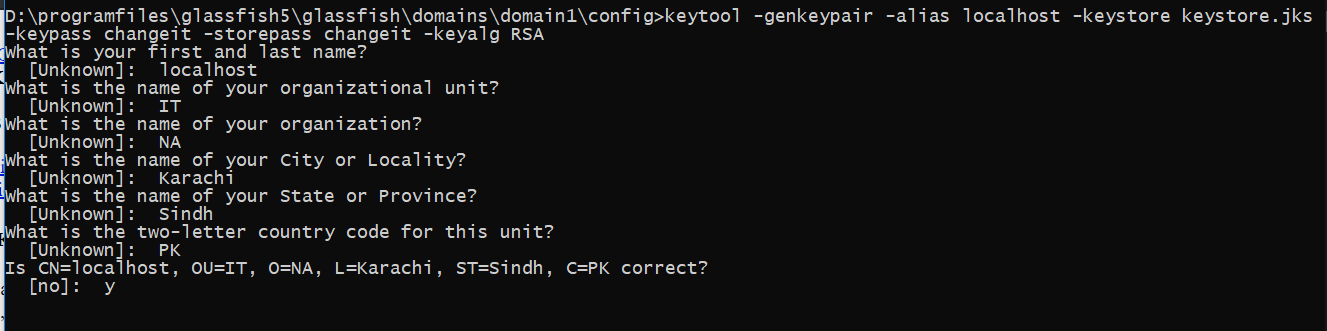 D:\programfiles\glassfish5\glassfish\domains\domain1\config>keytool -genkeypair -alias localhost -keystore keystore.jks
-keypass changeit -storepass changeit -keyalg RSA
What is your first and last name?
  [Unknown]:  localhost
What is the name of your organizational unit?
  [Unknown]:  IT
What is the name of your organization?
  [Unknown]:  NA
What is the name of your City or Locality?
  [Unknown]:  Karachi
What is the name of your State or Province?
  [Unknown]:  Sindh
What is the two-letter country code for this unit?
  [Unknown]:  PK
Is CN=localhost, OU=IT, O=NA, L=Karachi, ST=Sindh, C=PK correct?
  [no]:  y